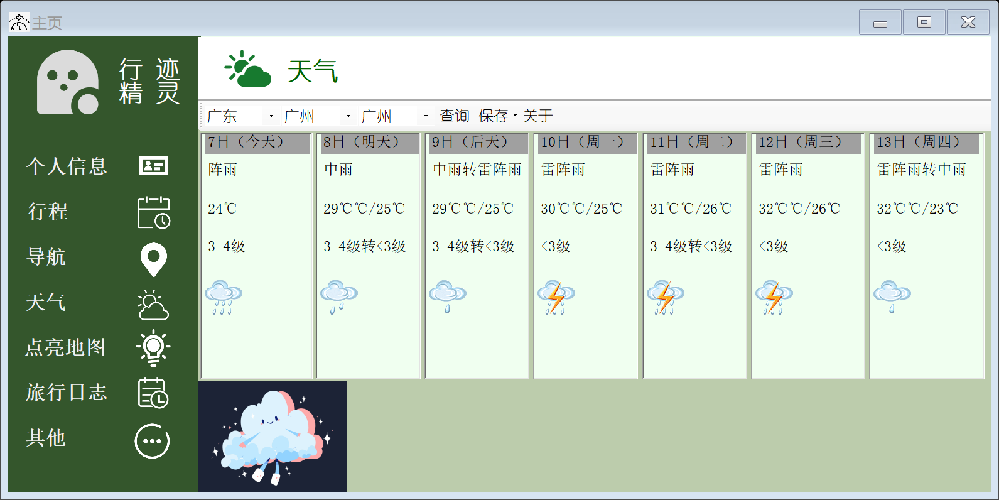 主页
行 迹
精 灵
个人信息
行程
导航
天气
点亮地图
旅行日志
其他
天气
广东 广州 广州 查询 保存 关于
7日（今天）
阵雨
24℃
3-4级
8日（明天）
中雨
29℃℃/25℃
3-4级转<3级
9日（后天）
中雨转雷阵雨
29℃℃/25℃
3-4级转<3级
10日（周一）
雷阵雨
30℃℃/25℃
<3级
11日（周二）
雷阵雨
31℃℃/26℃
3-4级转<3级
12日（周三）
雷阵雨
32℃℃/26℃
<3级
13日（周四）
雷阵雨转中雨
32℃℃/23℃
<3级